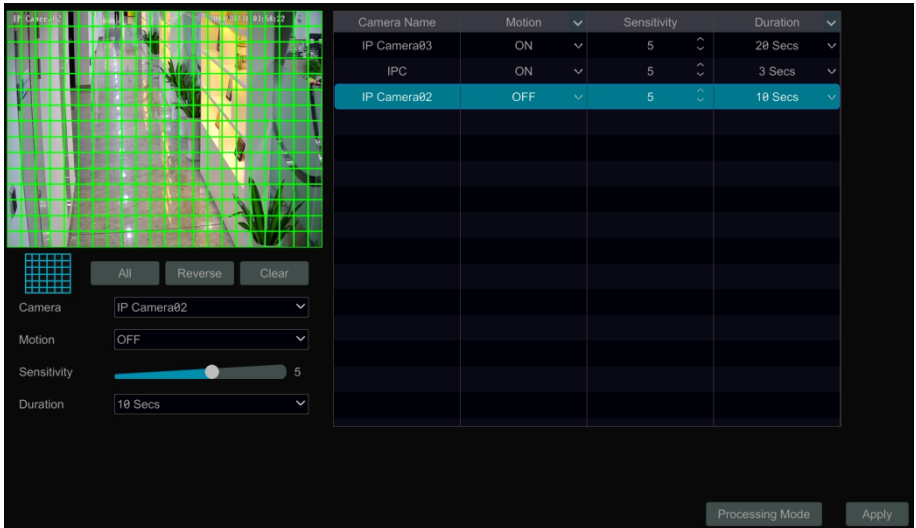 IP Camera02
Camera Name Motion Sensitivity Duration
IP Camera03 ON 5 20 Secs
IPC ON 5 3 Secs
IP Camera02 OFF 5 10 Secs
All Reverse Clear
Camera IP Camera02
Motion OFF
Sensitivity 5
Duration 10 Secs
Processing Mode Apply